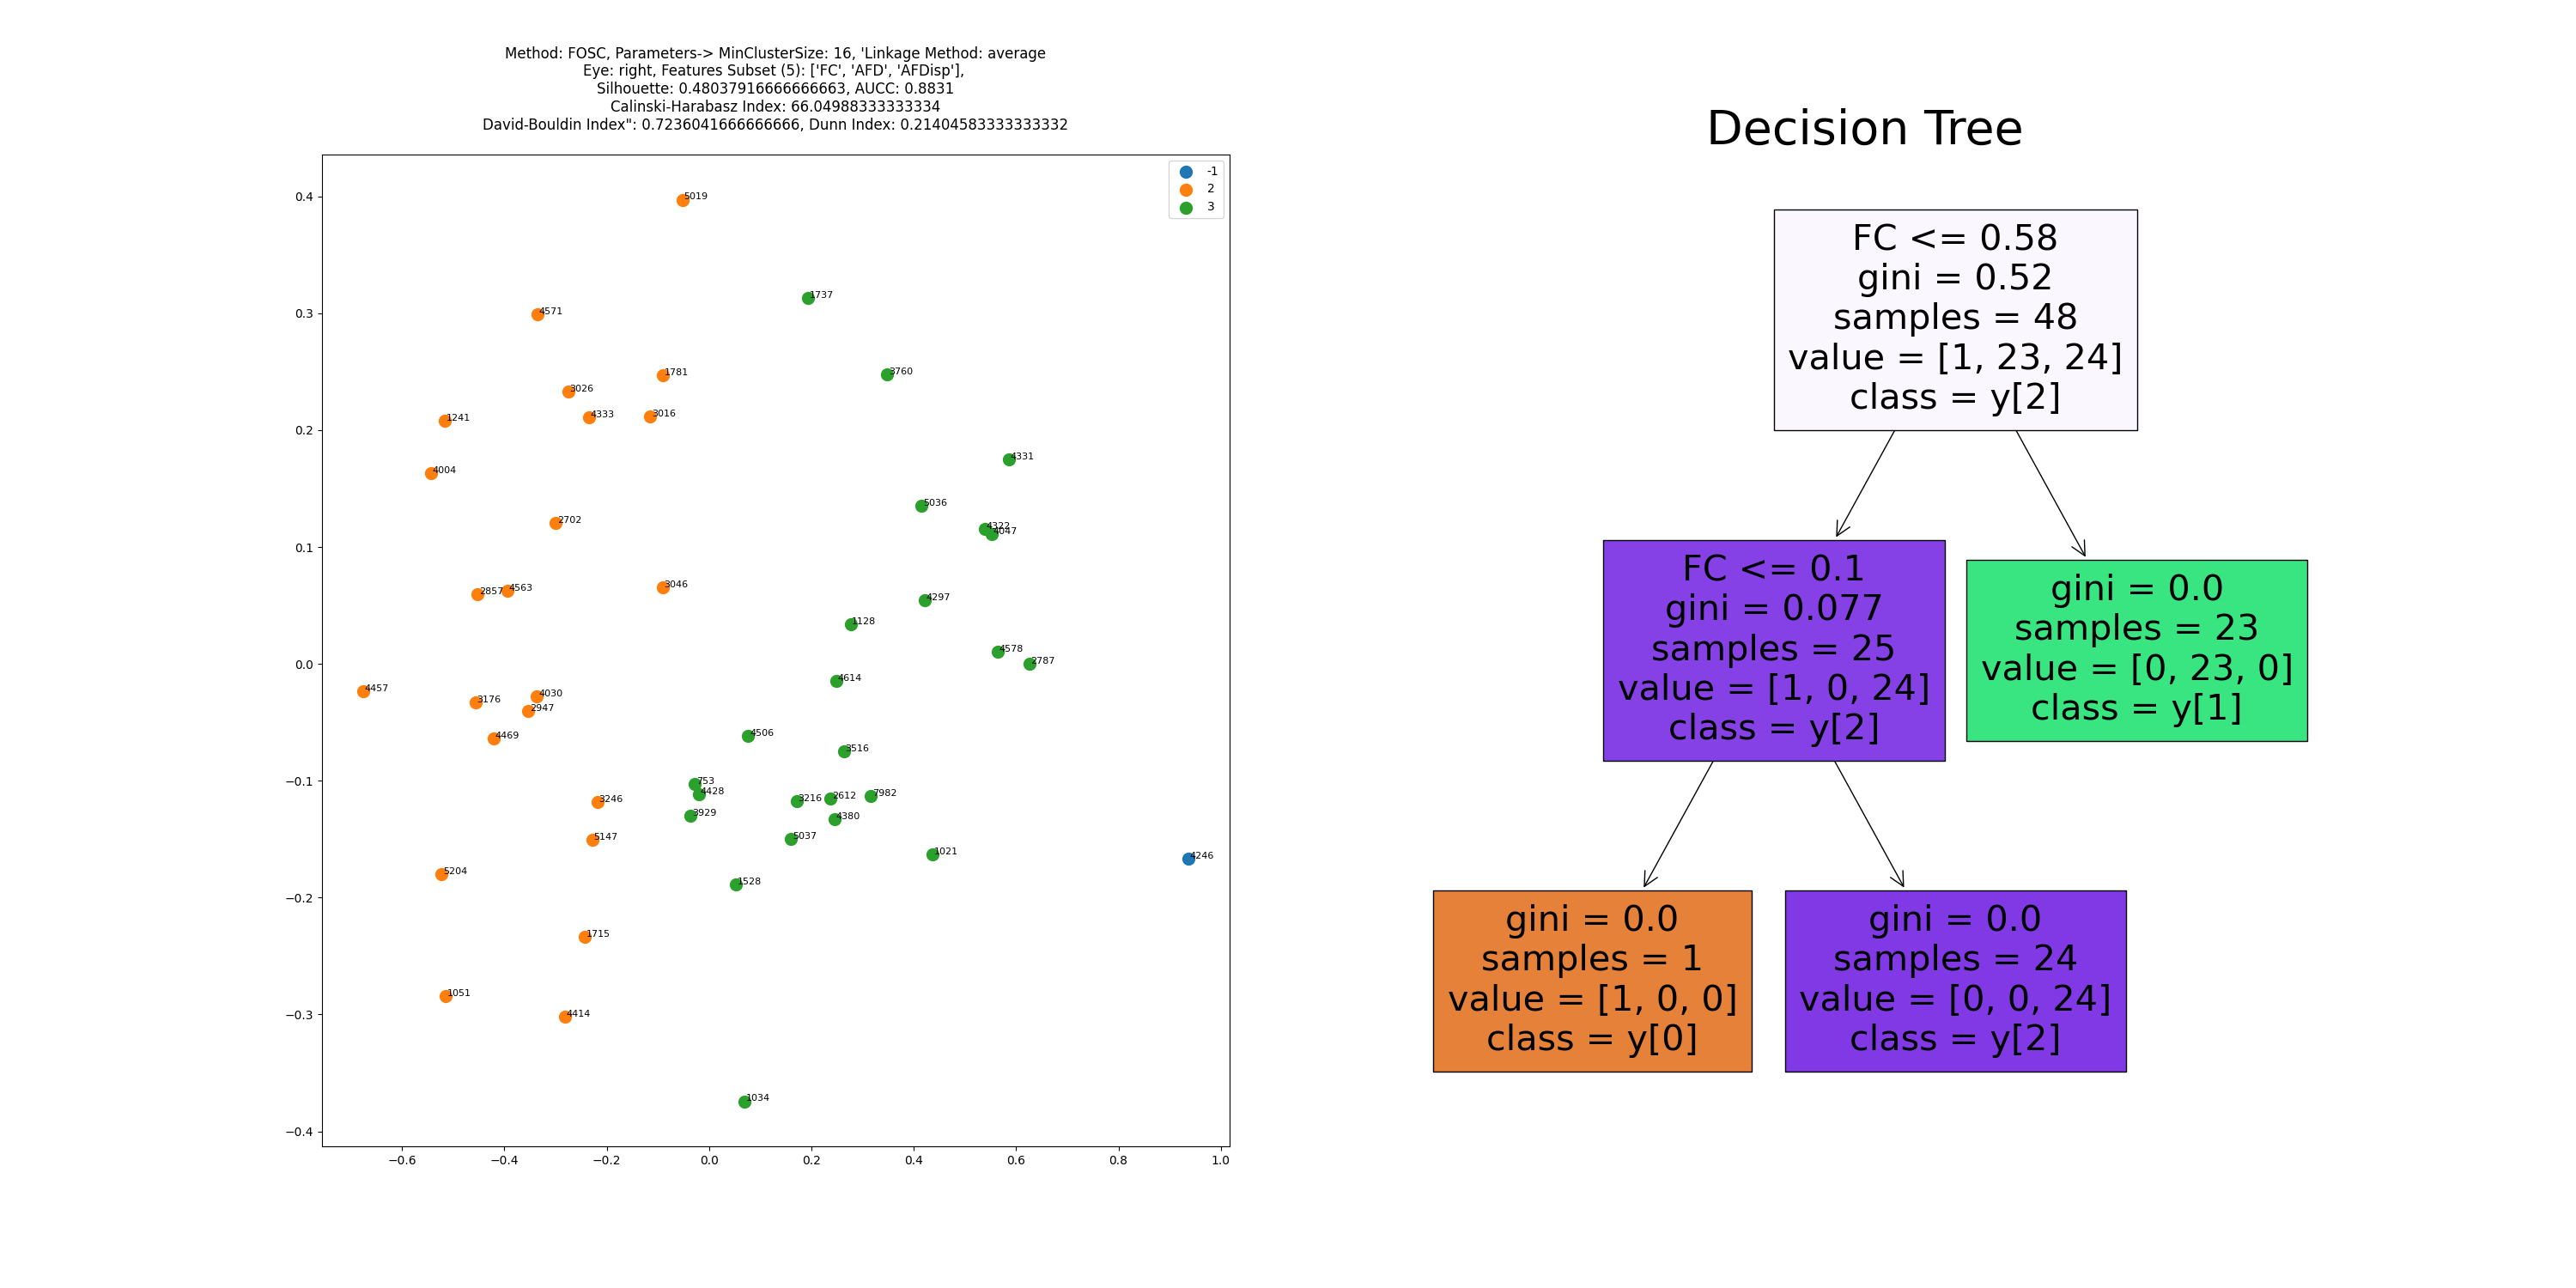 Method: FOSC, Parameters-> MinClusterSize: 16, 'Linkage Method: average
Eye: right, Features Subset (5): ['FC', 'AFD', 'AFDisp'],
Silhouette: 0.48037916666666663, AUCC: 0.8831
Calinski-Harabasz Index: 66.04988333333334
David-Bouldin Index": 0.7236041666666666, Dunn Index: 0.21404583333333332
-1
2
3
0.4
0.3
0.2
0.1
0.0
−0.1
−0.2
−0.3
−0.4
5019
1737
4571
1781
3760
3026
4333
3016
1241
4004
4331
5036
2702
4322
4047
2857
4563
3046
4297
1128
4578
2787
4614
4457
3176
4030
2947
4469
4506
3516
753
4428
3929
3246
3216
2612
7982
4380
5147
5037
1021
4246
5204
1528
1715
1051
4414
1034
−0.6
−0.4
−0.2
0.0
0.2
0.4
0.6
0.8
1.0
Decision Tree
FC <= 0.58
gini = 0.52
samples = 48
value = [1, 23, 24]
class = y[2]
FC <= 0.1
gini = 0.077
samples = 25
value = [1, 0, 24]
class = y[2]
gini = 0.0
samples = 23
value = [0, 23, 0]
class = y[1]
gini = 0.0
samples = 1
value = [1, 0, 0]
class = y[0]
gini = 0.0
samples = 24
value = [0, 0, 24]
class = y[2]